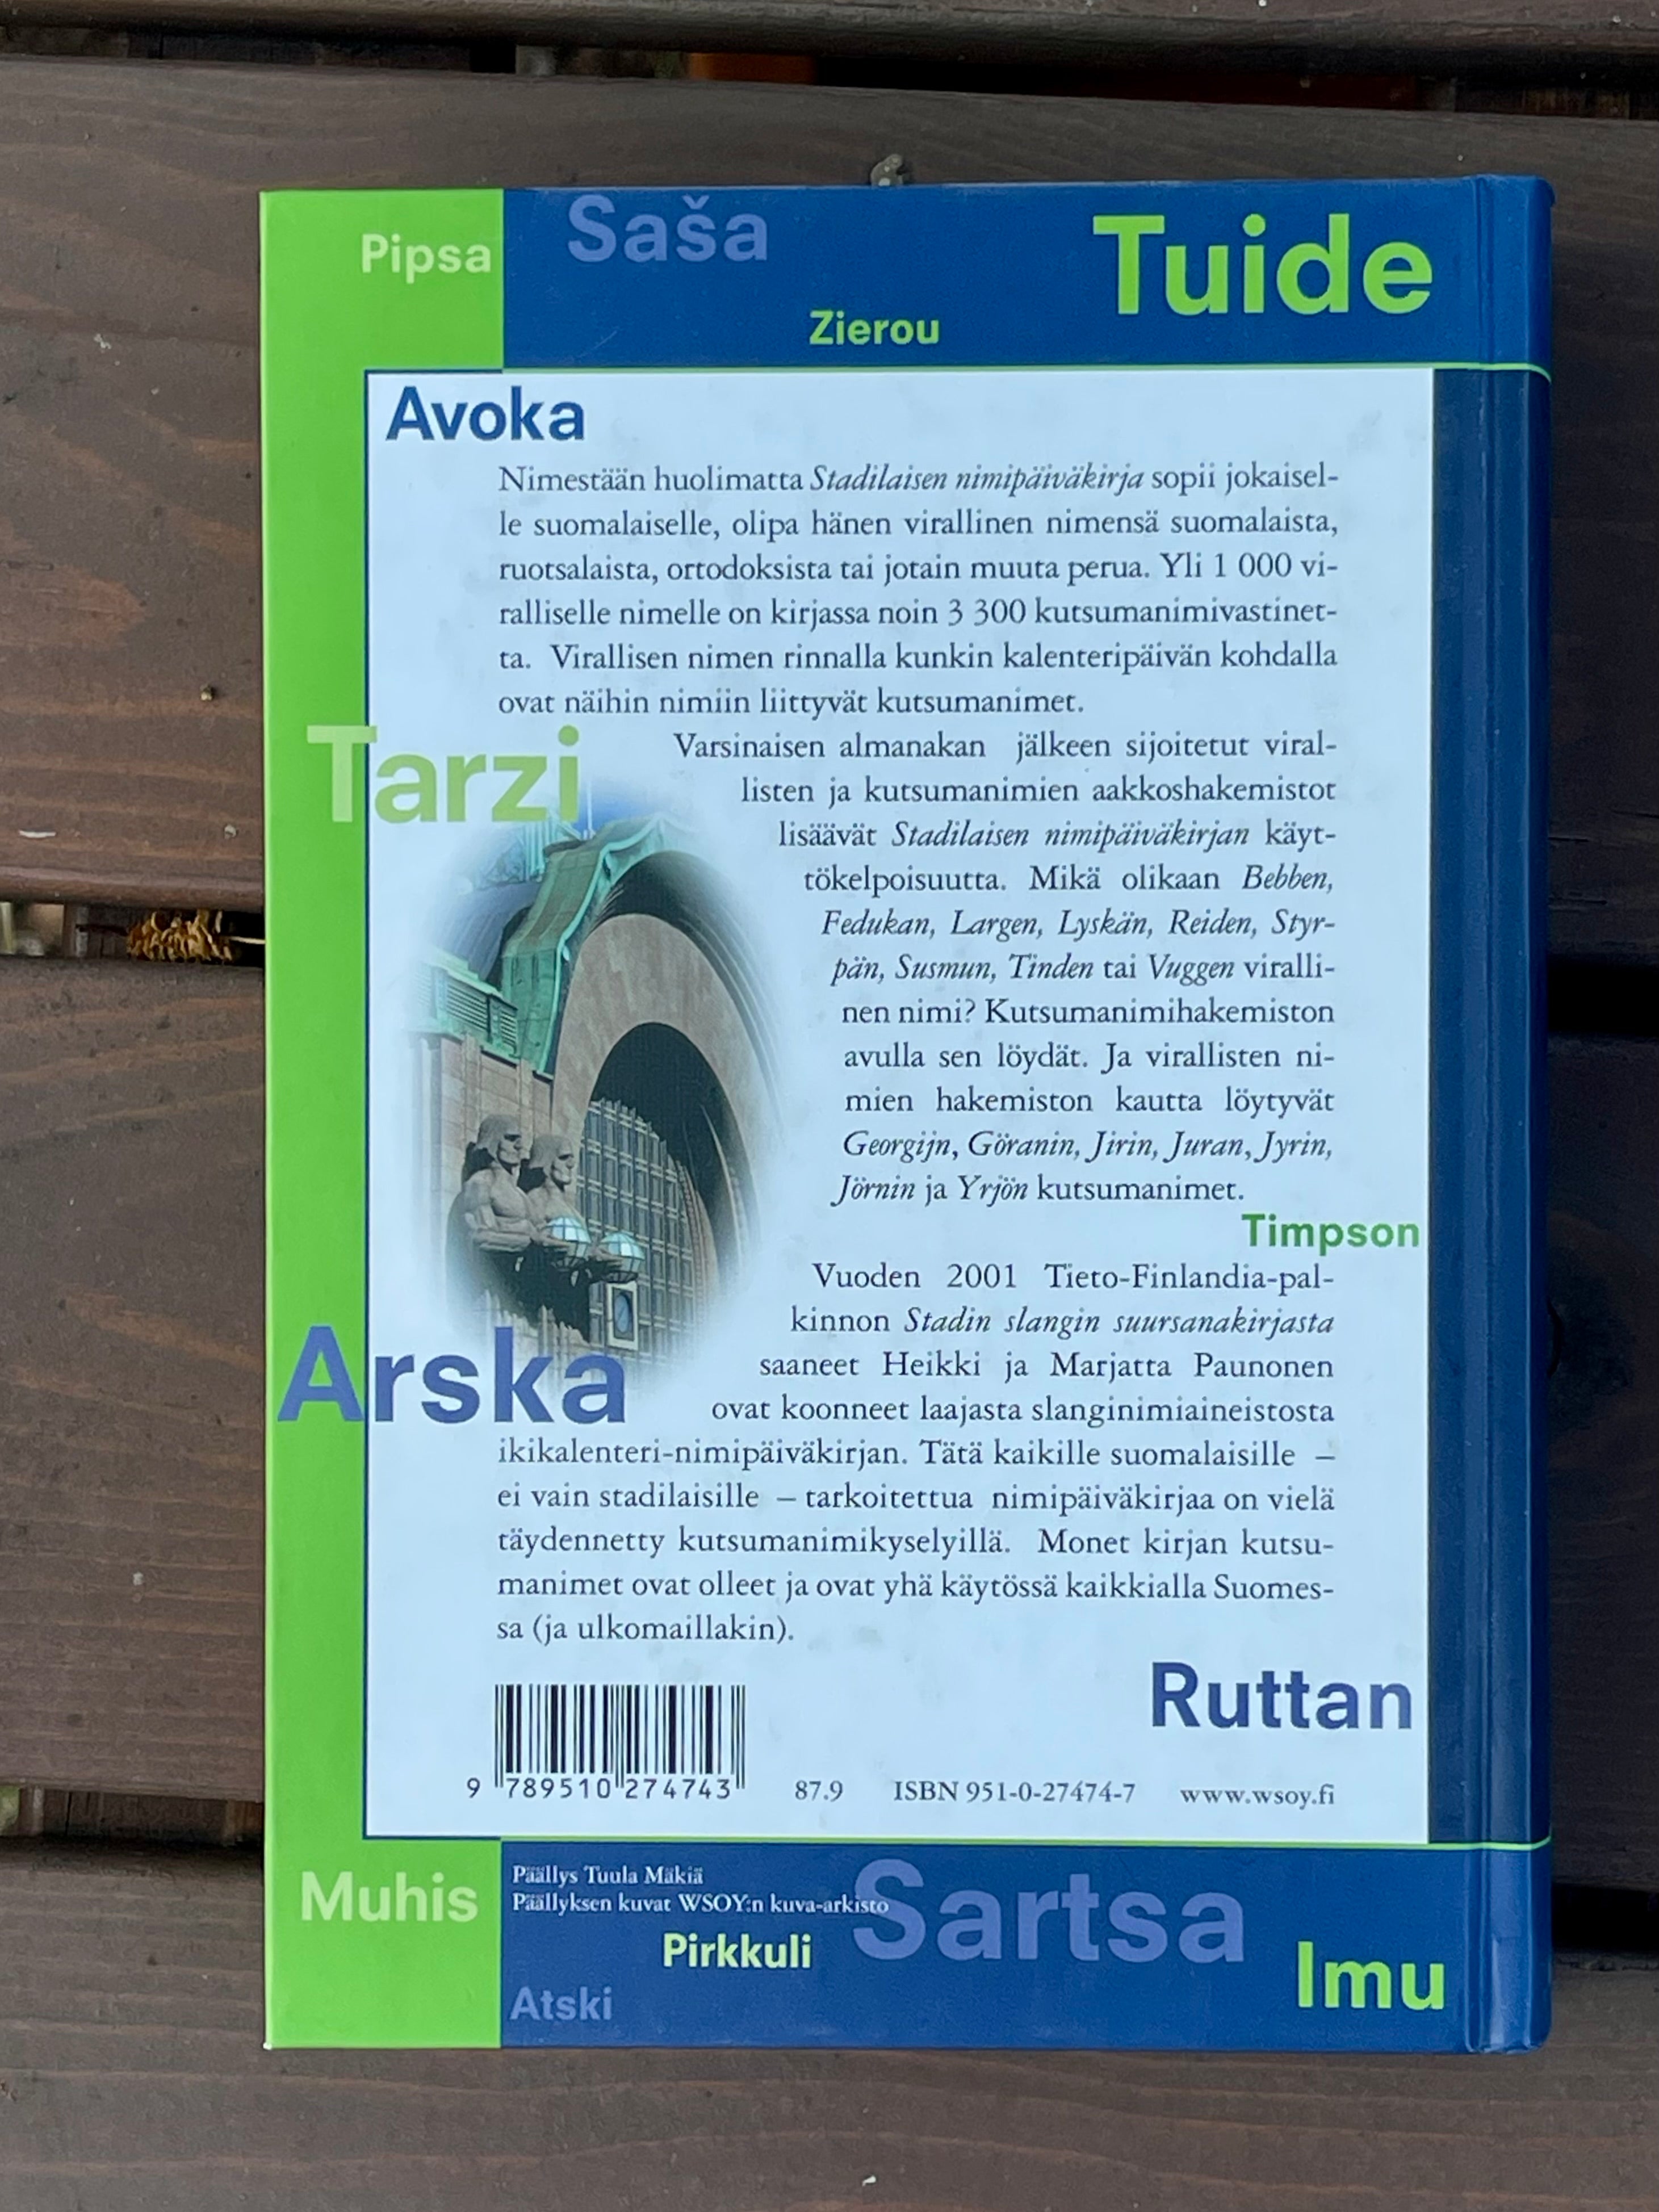 Pipsa
Saša
Tuide
Zierou
Avoka
Nimestään huolimatta Stadilaisen nimipäiväkirja sopii jokaisel-
le suomalaiselle, olipa hänen virallinen nimensä suomalaista,
ruotsalaista, ortodoksista tai jotain muuta perua. Yli 1 000 vi-
ralliselle nimelle on kirjassa noin 3 300 kutsumanimivastinet-
ta. Virallisen nimen rinnalla kunkin kalenteripäivän kohdalla
ovat näihin nimiin liittyvät kutsumanimet.
Tarzi
Varsinaisen almanakan jälkeen sijoitetut viral-
listen ja kutsumanimien aakkoshakemistot
lisäävät Stadilaisen nimipäiväkirjan käyt-
tökelpoisuutta. Mikä olikaan Bebben,
Fedukan, Largen, Lyskän, Reiden, Styr-
pän, Susmun, Tinden tai Vuggen viralli-
nen nimi? Kutsumanimihakemiston
avulla sen löydät. Ja virallisten ni-
mien hakemiston kautta löytyvät
Georgijn, Göranin, Jirin, Juran, Jyrin,
Jörnin ja Yrjön kutsumanimet.
Timpson
Vuoden 2001 Tieto-Finlandia-pal-
kinnon Stadin slangin suursanakirjasta
saaneet Heikki ja Marjatta Paunonen
Arska
ovat koonneet laajasta slanginimiaineistosta
ikikalenteri-nimipäiväkirjan. Tätä kaikille suomalaisille –
ei vain stadilaisille – tarkoitettua nimipäiväkirjaa on vielä
täydennetty kutsumanimikyselyillä. Monet kirjan kutsu-
manimet ovat olleet ja ovat yhä käytössä kaikkialla Suomes-
sa (ja ulkomaillakin).
Ruttan
9 789510 274743
87.9 ISBN 951-0-27474-7 www.wsoy.fi
Muhis
Päällys Tuula Mäkiä
Päällyksen kuvat WSOY:n kuva-arkisto
Sartsa
Pirkkuli
Imu
Atski